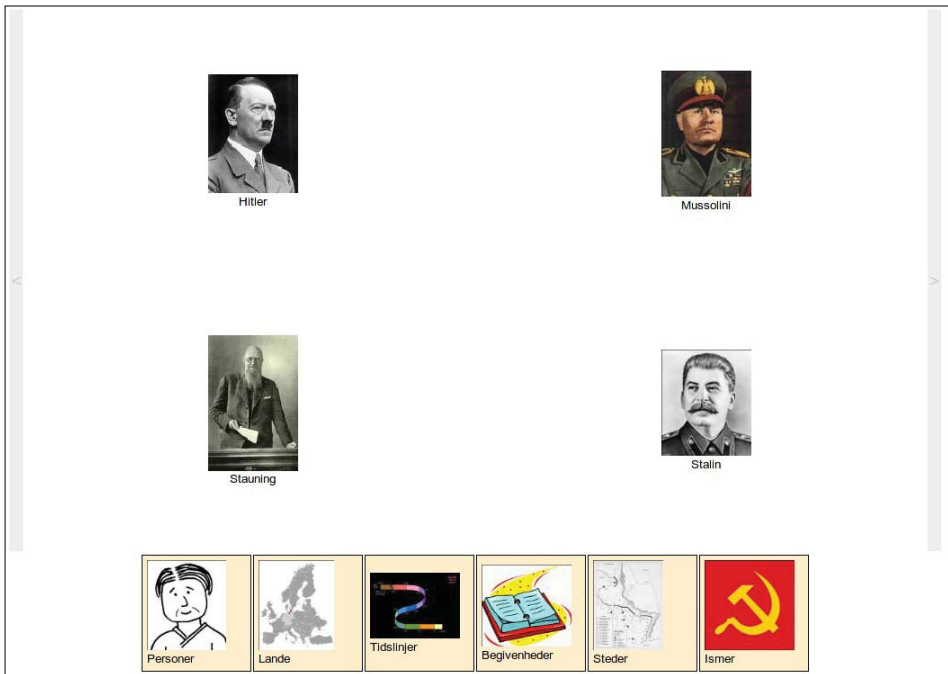 Hitler
Mussolini
<
>
Stauning
Stalin
Personer
Lande
Tidslinjer
Begivenheder
Steder
Ismer